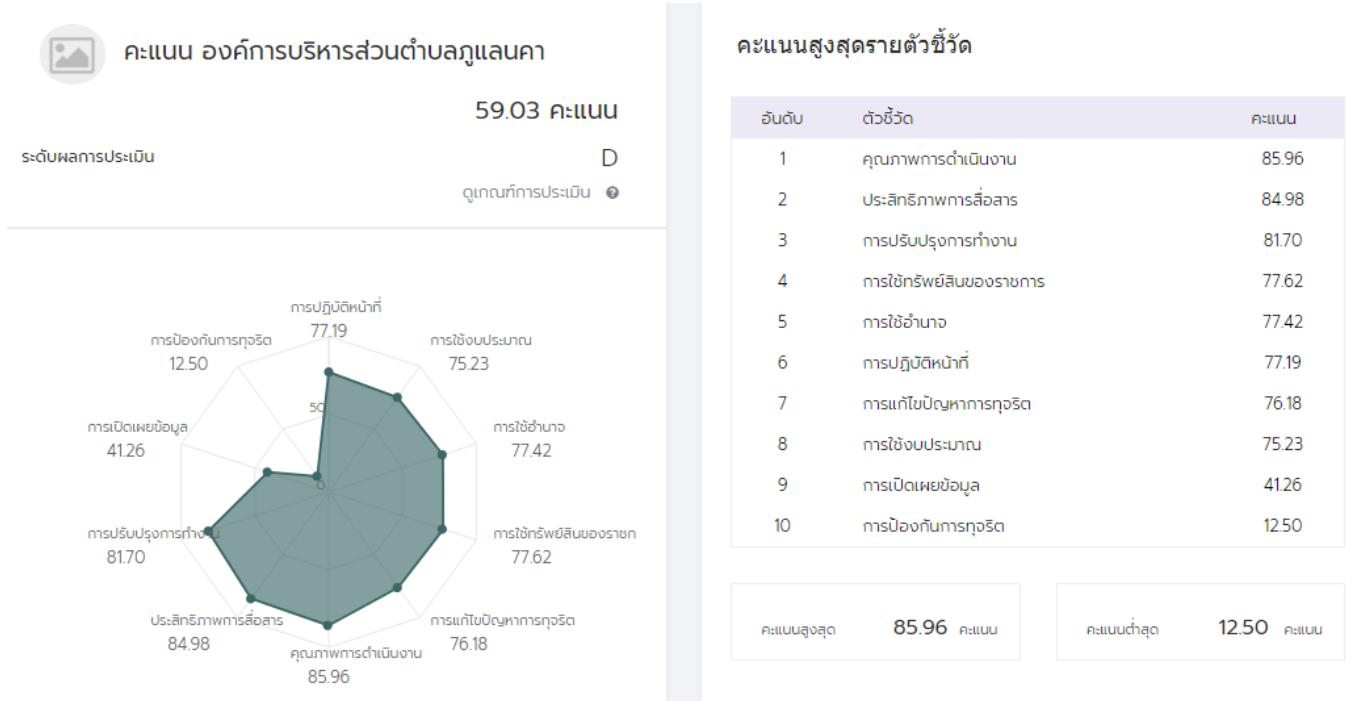 คะแนน องค์การบริหารส่วนตำบลภูแลนคา
59.03 คะแนน
ระดับผลการประเมิน D
ดูเกณฑ์การประเมิน
การปฏิบัติหน้าที่
77.19
การป้องกันการทุจริต
12.50
การใช้งบประมาณ
75.23
50
การเปิดเผยข้อมูล
41.26
การใช้อำนาจ
77.42
0
การปรับปรุงการทำงาน
81.70
การใช้ทรัพย์สินของราชก
77.62
ประสิทธิภาพการสื่อสาร
84.98
การแก้ไขปัญหาการทุจริต
76.18
คุณภาพการดำเนินงาน
85.96
คะแนนสูงสุดรายตัวชี้วัด
อันดับ ตัวชี้วัด คะแนน
1 คุณภาพการดำเนินงาน 85.96
2 ประสิทธิภาพการสื่อสาร 84.98
3 การปรับปรุงการทำงาน 81.70
4 การใช้ทรัพย์สินของราชการ 77.62
5 การใช้อำนาจ 77.42
6 การปฏิบัติหน้าที่ 77.19
7 การแก้ไขปัญหาการทุจริต 76.18
8 การใช้งบประมาณ 75.23
9 การเปิดเผยข้อมูล 41.26
10 การป้องกันการทุจริต 12.50
คะแนนสูงสุด 85.96 คะแนน
คะแนนต่ำสุด 12.50 คะแนน